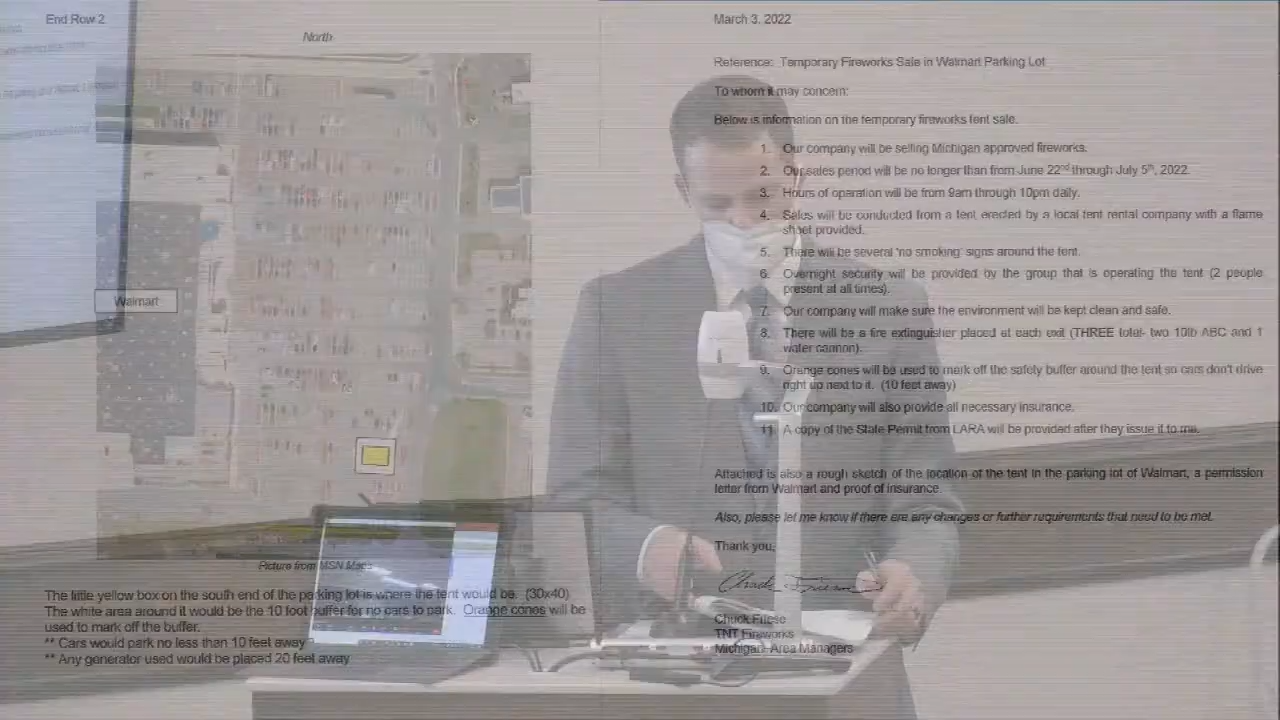 End Row 2
North
Walmart
Picture from MSN Maps
The little yellow box on the south end of the parking lot is where the tent would be. (30x40)
The white area around it would be the 10 foot buffer for no cars to park. Orange cones will be
used to mark off the buffer.
** Cars would park no less than 10 feet away
** Any generator used would be placed 20 feet away
March 3, 2022
Reference: Temporary Fireworks Sale in Walmart Parking Lot
To whom it may concern:
Below is information on the temporary fireworks tent sale.
1. Our company will be selling Michigan approved fireworks.
2. Our sales period will be no longer than from June 22nd through July 5th, 2022.
3. Hours of operation will be from 9am through 10pm daily.
4. Sales will be conducted from a tent erected by a local tent rental company with a flame
sheet provided.
5. There will be several 'no smoking' signs around the tent.
6. Overnight security will be provided by the group that is operating the tent (2 people
present at all times).
7. Our company will make sure the environment will be kept clean and safe.
8. There will be a fire extinguisher placed at each exit (THREE total- two 10lb ABC and 1
water cannon).
9. Orange cones will be used to mark off the safety buffer around the tent so cars don't drive
right up next to it. (10 feet away)
10. Our company will also provide all necessary insurance.
11. A copy of the State Permit from LARA will be provided after they issue it to me.
Attached is also a rough sketch of the location of the tent in the parking lot of Walmart, a permission
letter from Walmart and proof of insurance.
Also, please let me know if there are any changes or further requirements that need to be met.
Thank you,
Chuck Friese
Chuck Friese
TNT Fireworks
Michigan-Area Managers